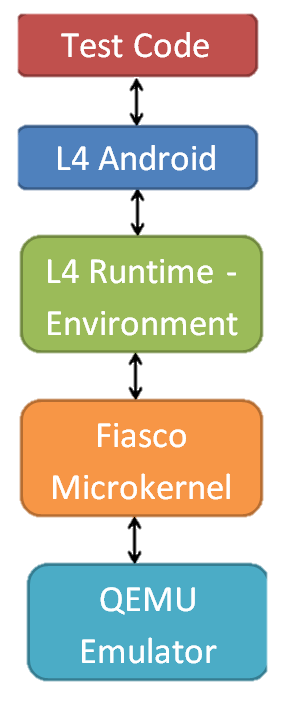 Test Code
L4 Android
L4 Runtime -
Environment
Fiasco
Microkernel
QEMU
Emulator